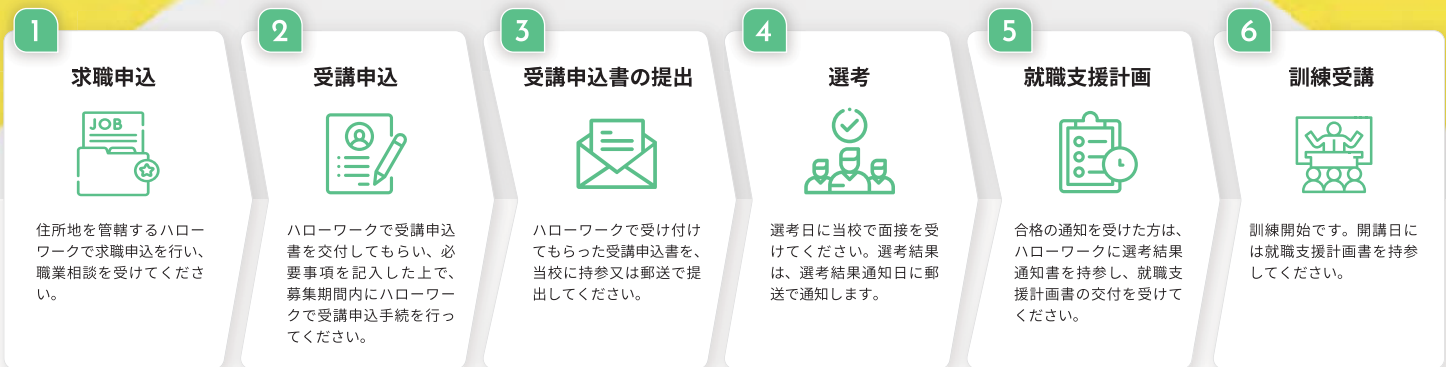 1
求職申込
JOB
住所地を管轄するハロー
ワークで求職申込を行い、
職業相談を受けてくださ
い。
2
受講申込
ハローワークで受講申込
書を交付してもらい、必
要事項を記入した上で、
募集期間内にハローワー
クで受講申込手続を行っ
てください。
3
受講申込書の提出
ハローワークで受け付け
てもらった受講申込書を、
当校に持参又は郵送で提
出してください。
4
選考
選考日に当校で面接を受
けてください。選考結果
は、選考結果通知日に郵
送で通知します。
5
就職支援計画
合格の通知を受けた方は、
ハローワークに選考結果
通知書を持参し、就職支
援計画書の交付を受けて
ください。
6
訓練受講
訓練開始です。開講日に
は就職支援計画書を持参
してください。